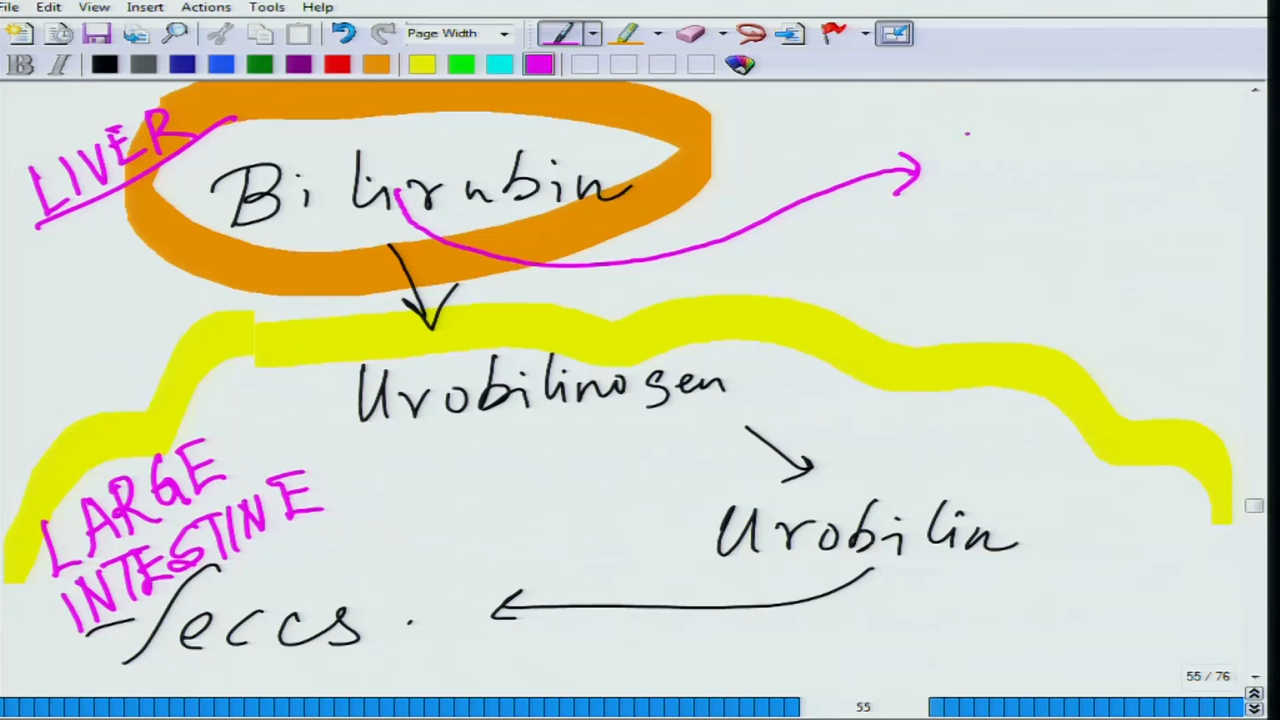 File Edit View Insert Actions Tools Help
Page Width
B I
LIVER
Bilirubin
Urobilinogen
LARGE
INTESTINE
Urobilin
feces.
55 / 76
55